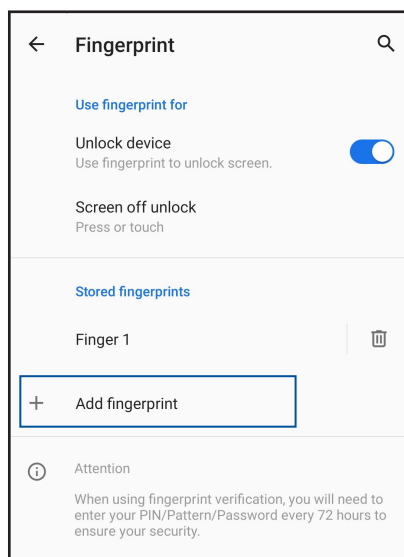 Fingerprint
Use fingerprint for
Unlock device
Use fingerprint to unlock screen.
Screen off unlock
Press or touch
Stored fingerprints
Finger 1
Add fingerprint
Attention
When using fingerprint verification, you will need to
enter your PIN/Pattern/Password every 72 hours to
ensure your security.